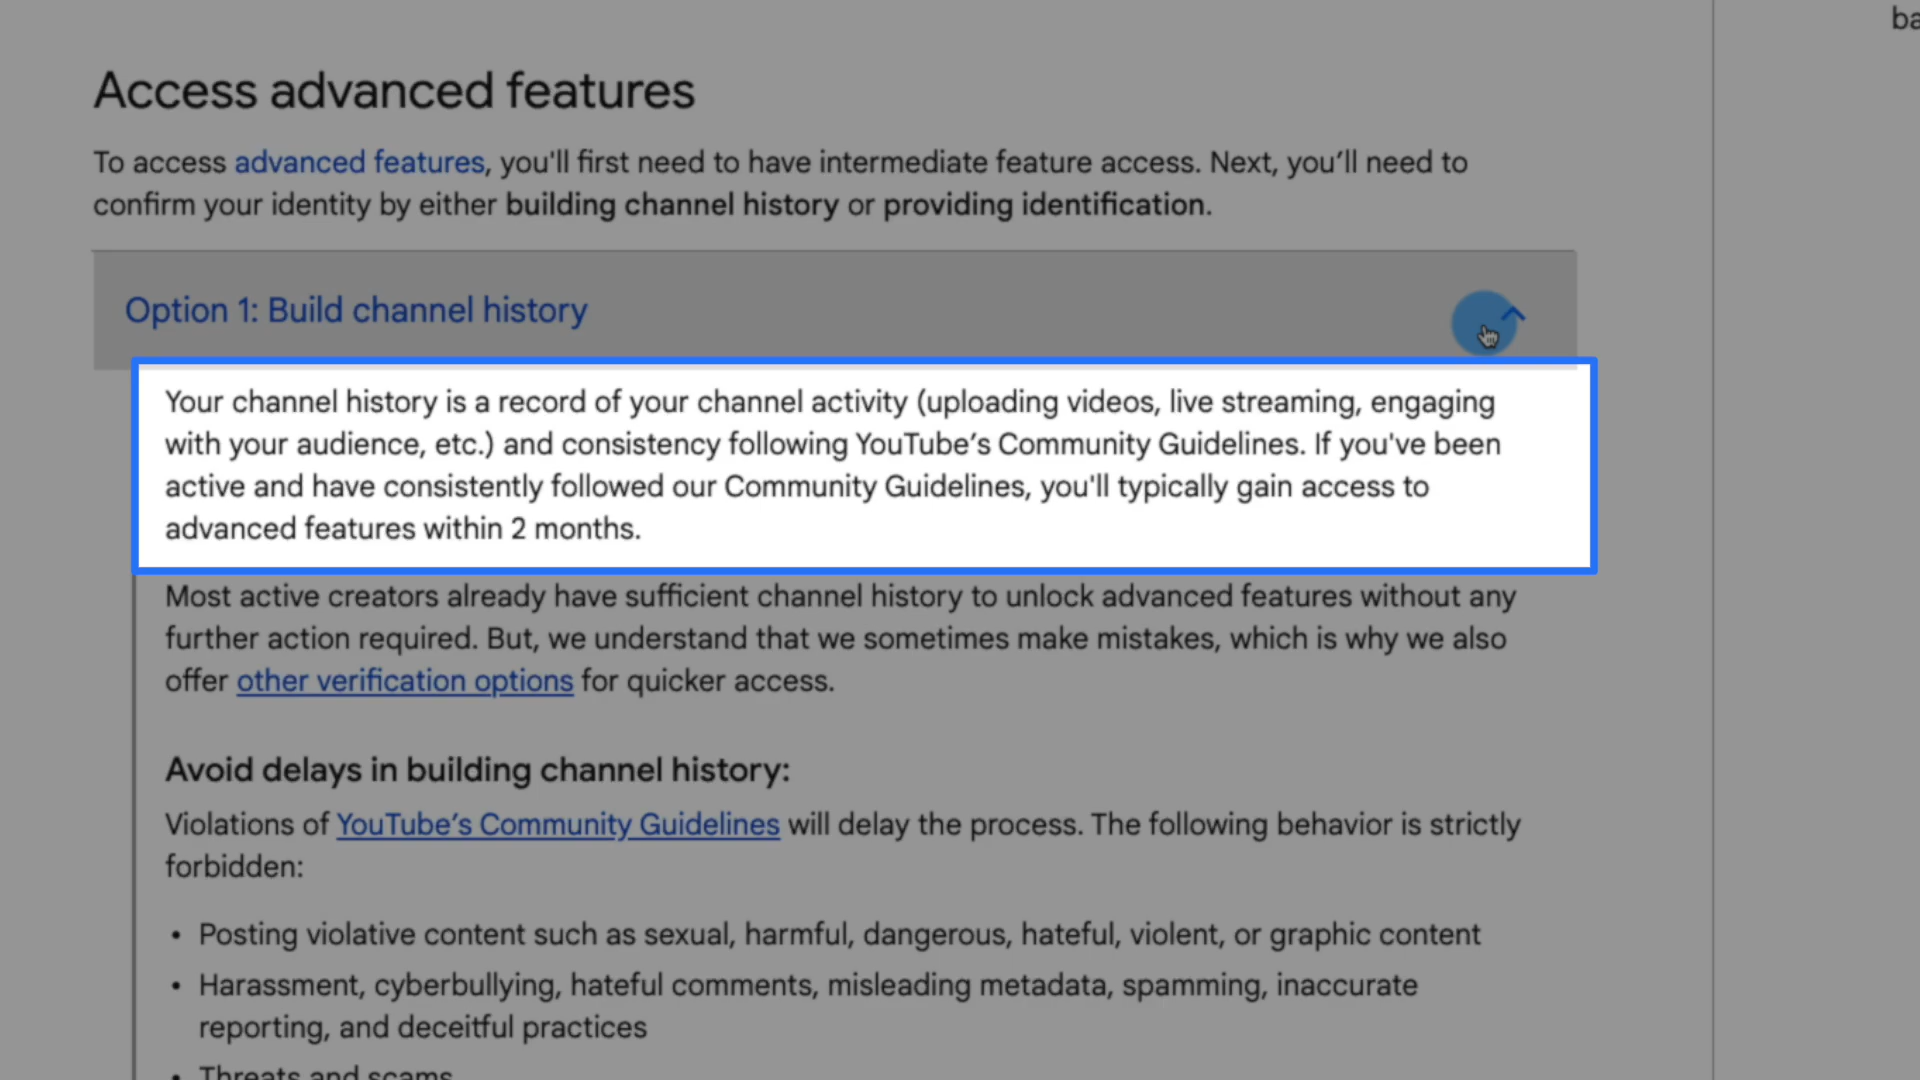 ba
Access advanced features
To access advanced features, you'll first need to have intermediate feature access. Next, you’ll need to
confirm your identity by either building channel history or providing identification.
Option 1: Build channel history
Your channel history is a record of your channel activity (uploading videos, live streaming, engaging
with your audience, etc.) and consistency following YouTube’s Community Guidelines. If you've been
active and have consistently followed our Community Guidelines, you'll typically gain access to
advanced features within 2 months.
Most active creators already have sufficient channel history to unlock advanced features without any
further action required. But, we understand that we sometimes make mistakes, which is why we also
offer other verification options for quicker access.
Avoid delays in building channel history:
Violations of YouTube’s Community Guidelines will delay the process. The following behavior is strictly
forbidden:
• Posting violative content such as sexual, harmful, dangerous, hateful, violent, or graphic content
• Harassment, cyberbullying, hateful comments, misleading metadata, spamming, inaccurate
reporting, and deceitful practices
• Threats and scams